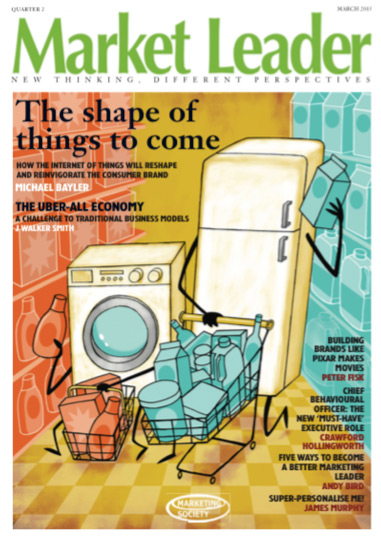 QUARTER 2
MARCH 2015
Market Leader
NEW THINKING, DIFFERENT PERSPECTIVES
The shape of
things to come
HOW THE INTERNET OF THINGS WILL RESHAPE
AND REINVIGORATE THE CONSUMER BRAND
MICHAEL BAYLER
THE UBER-ALL ECONOMY
A CHALLENGE TO TRADITIONAL BUSINESS MODELS
J.WALKER SMITH
BUILDING
BRANDS LIKE
PIXAR MAKES
MOVIES
PETER FISK
CHIEF
BEHAVIOURAL
OFFICER: THE
NEW 'MUST-HAVE'
EXECUTIVE ROLE
CRAWFORD
HOLLINGWORTH
FIVE WAYS TO BECOME
A BETTER MARKETING
LEADER
ANDY BIRD
SUPER-PERSONALISE ME!
JAMES MURPHY
MARKETING
SOCIETY